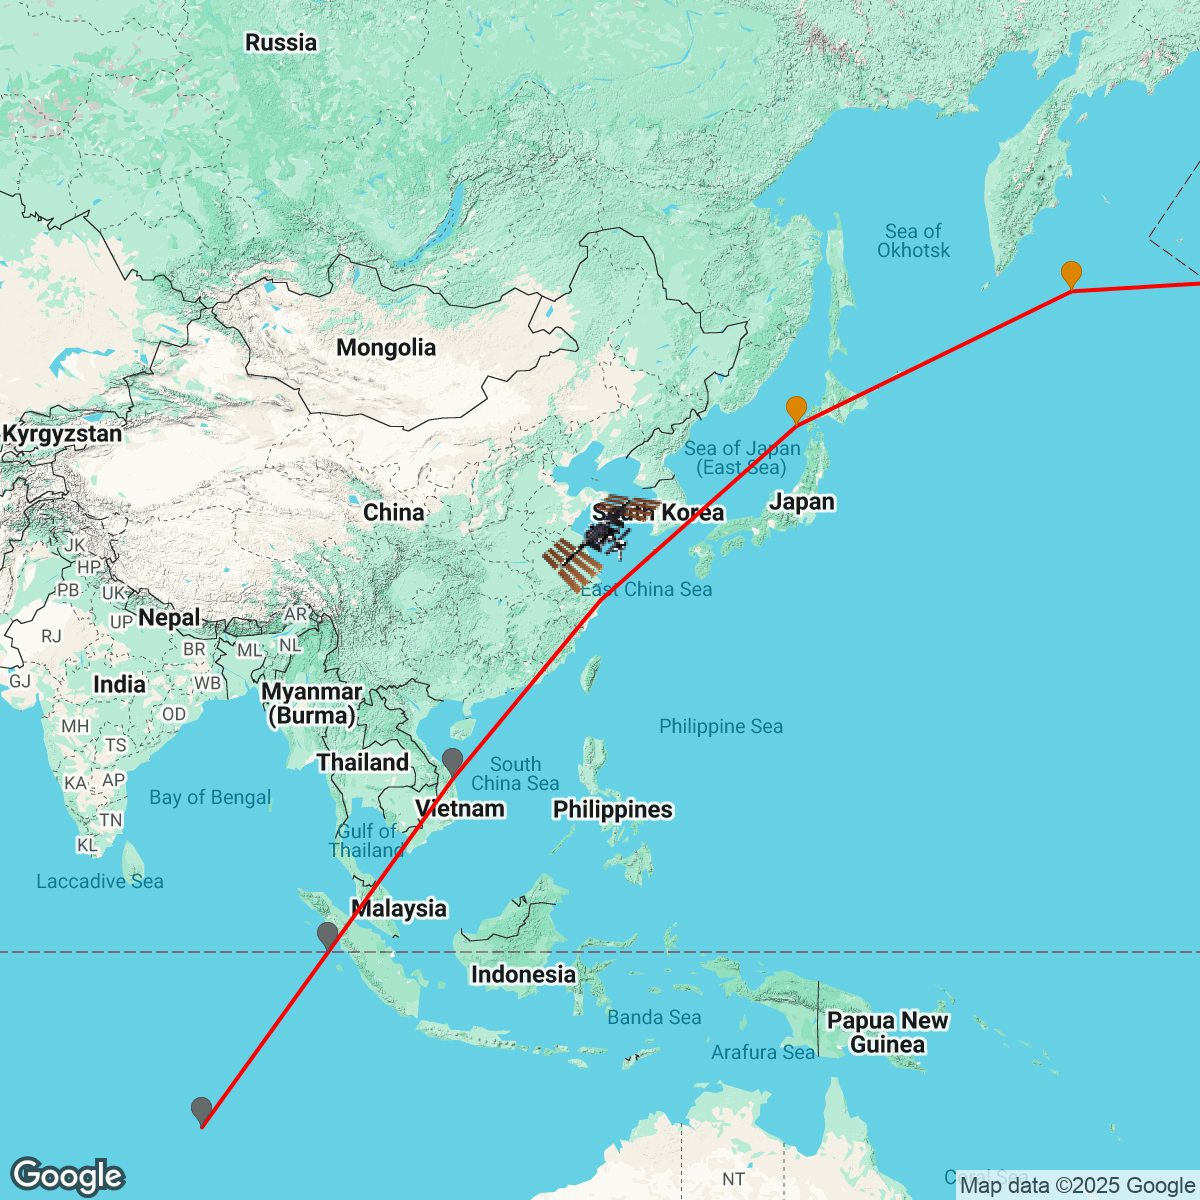 Russia
Sea of
Okhotsk
Mongolia
Kyrgyzstan
Sea of Japan
(East Sea)
Japan
China
South Korea
JK
HP
PB
UK
East China Sea
Nepal
AR
UP
RJ
BR
ML
NL
GJ
India
WB
Myanmar
(Burma)
OD
MH
Philippine Sea
TS
Thailand
South
China Sea
KA
AP
Bay of Bengal
Vietnam
Philippines
TN
Gulf of
Thailand
KL
Laccadive Sea
Malaysia
Indonesia
Banda Sea
Papua New
Guinea
Arafura Sea
NT
Coral Sea
Google
Map data ©2025 Google